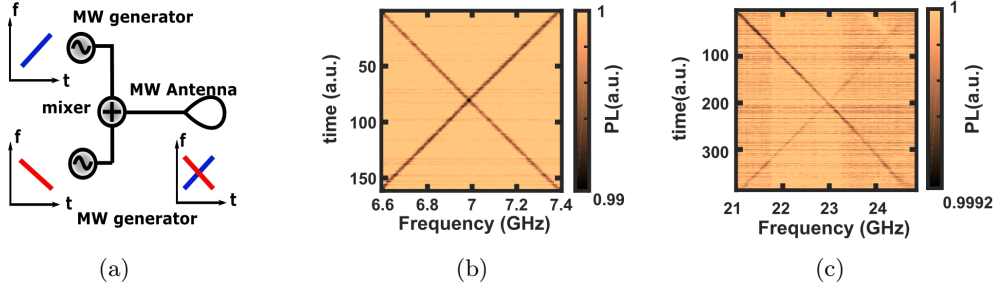 f
MW generator
t
mixer
MW Antenna
f
t
MW generator
f
t
(a)
time (a.u.)
50
100
150
6.6 6.8 7 7.2 7.4
Frequency (GHz)
1
PL(a.u.)
0.99
(b)
time(a.u.)
100
200
300
21 22 23 24
Frequency (GHz)
1
PL(a.u.)
0.9992
(c)